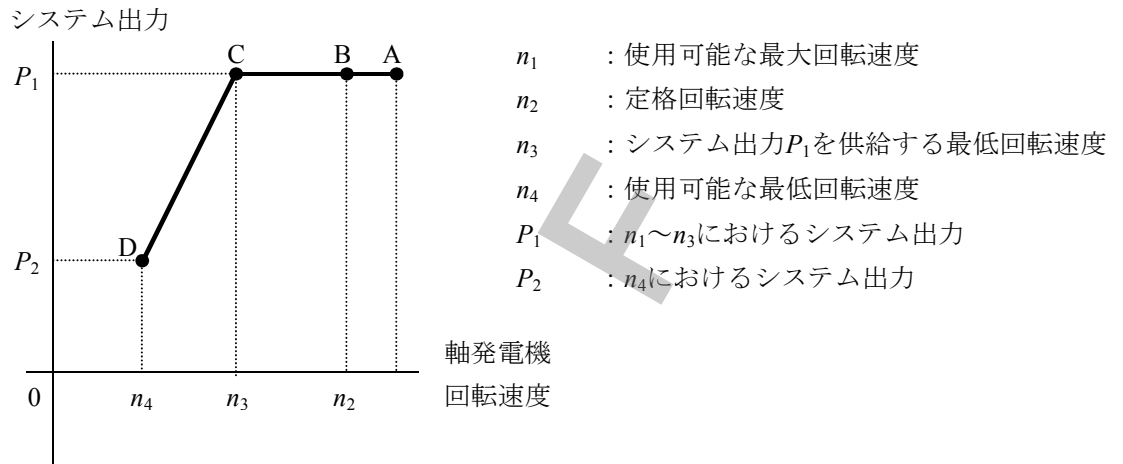 システム出力
P1
C
B
A
D
P2
0
n4
n3
n2
軸発電機
回転速度
n1 :使用可能な最大回転速度
n2 :定格回転速度
n3 :システム出力P1を供給する最低回転速度
n4 :使用可能な最低回転速度
P1 :n1~n3におけるシステム出力
P2 :n4におけるシステム出力
F